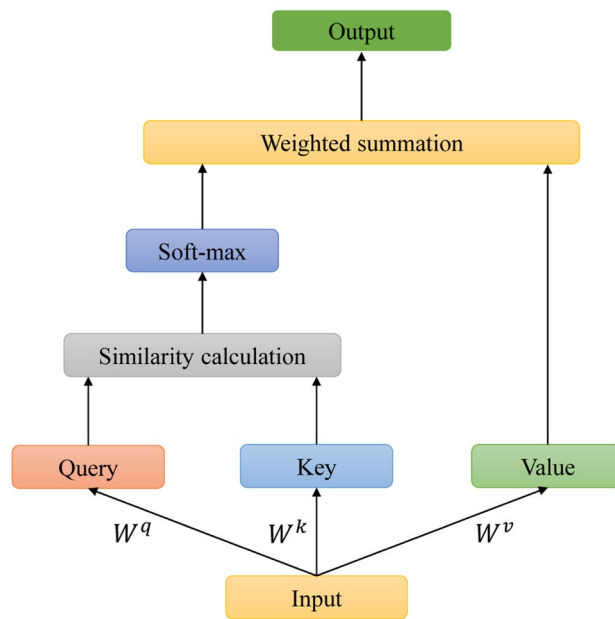 Output
Weighted summation
Soft-max
Similarity calculation
Query
Key
Value
W^q
W^k
W^v
Input